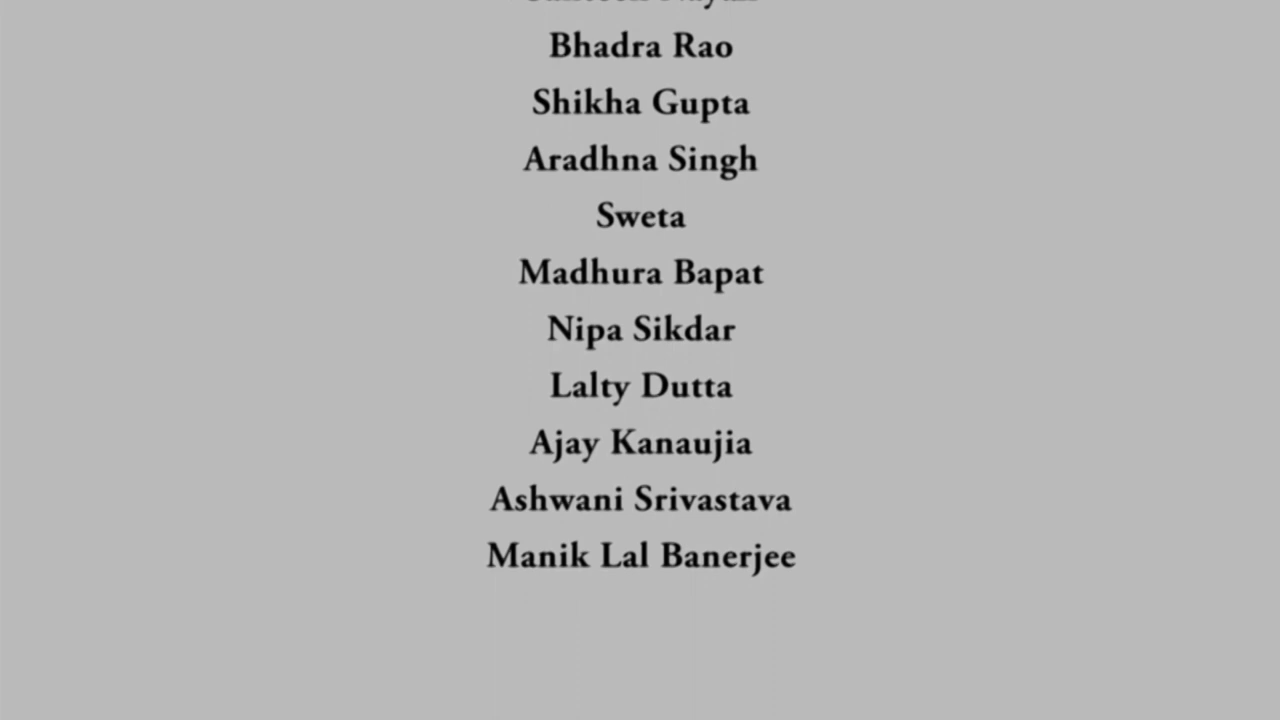 Bhadra Rao
Shikha Gupta
Aradhna Singh
Sweta
Madhura Bapat
Nipa Sikdar
Lalty Dutta
Ajay Kanaujia
Ashwani Srivastava
Manik Lal Banerjee